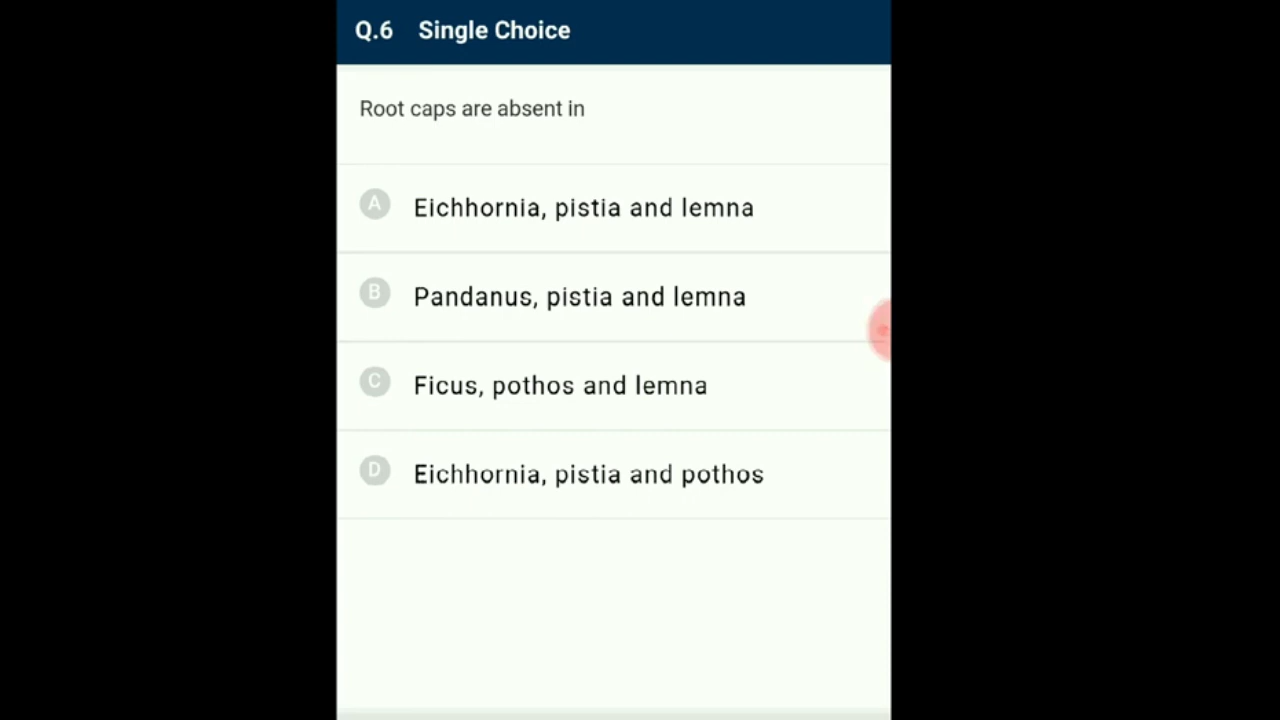 Q.6 Single Choice
Root caps are absent in
A Eichhornia, pistia and lemna
B Pandanus, pistia and lemna
C Ficus, pothos and lemna
D Eichhornia, pistia and pothos